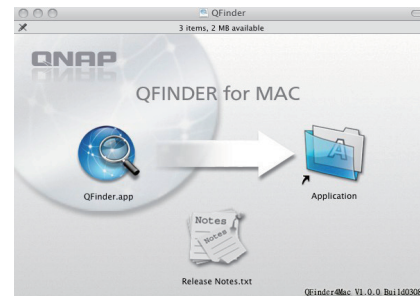 QFinder
3 items, 2 MB available
QNAP
QFINDER for MAC
QFinder.app
Application
Notes
Notes
Release Notes.txt
QFinder4Mac V1.0.0 Build0308